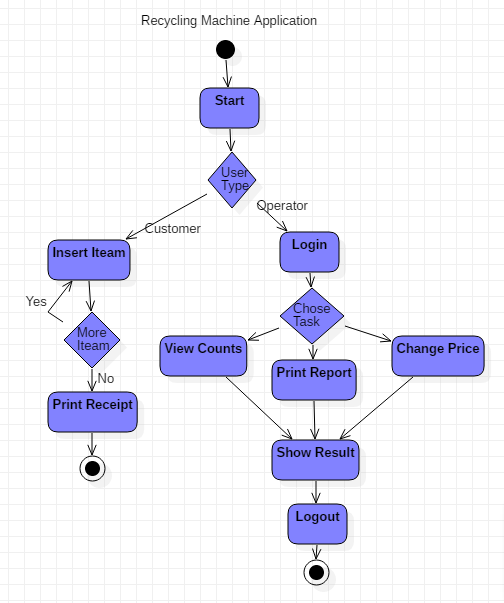 Recycling Machine Application
Start
User
Type
Operator
Customer
Login
Insert Iteam
Yes
Chose
Task
More
Iteam
View Counts
Change Price
Print Report
No
Print Receipt
Show Result
Logout